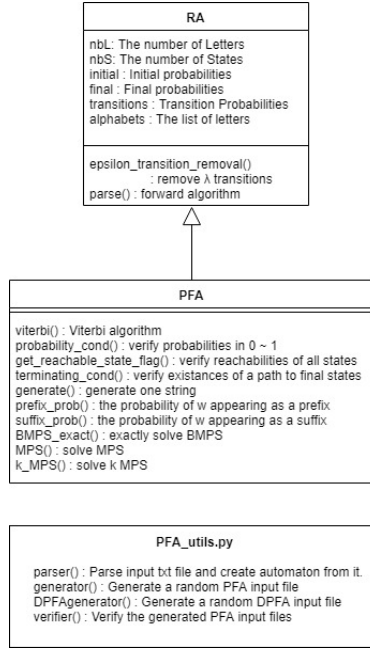 RA
nbL: The number of Letters
nbS: The number of States
initial : Initial probabilities
final : Final probabilities
transitions : Transition Probabilities
alphabets : The list of letters
epsilon_transition_removal()
: remove λ transitions
parse() : forward algorithm
PFA
viterbi() : Viterbi algorithm
probability_cond() : verify probabilities in 0 ~ 1
get_reachable_state_flag() : verify reachabilities of all states
terminating_cond() : verify existances of a path to final states
generate() : generate one string
prefix_prob() : the probability of w appearing as a prefix
suffix_prob() : the probability of w appearing as a suffix
BMPS_exact() : exactly solve BMPS
MPS() : solve MPS
k_MPS() : solve k MPS
PFA_utils.py
parser() : Parse input txt file and create automaton from it.
generator() : Generate a random PFA input file
DPFAgenerator() : Generate a random DPFA input file
verifier() : Verify the generated PFA input files